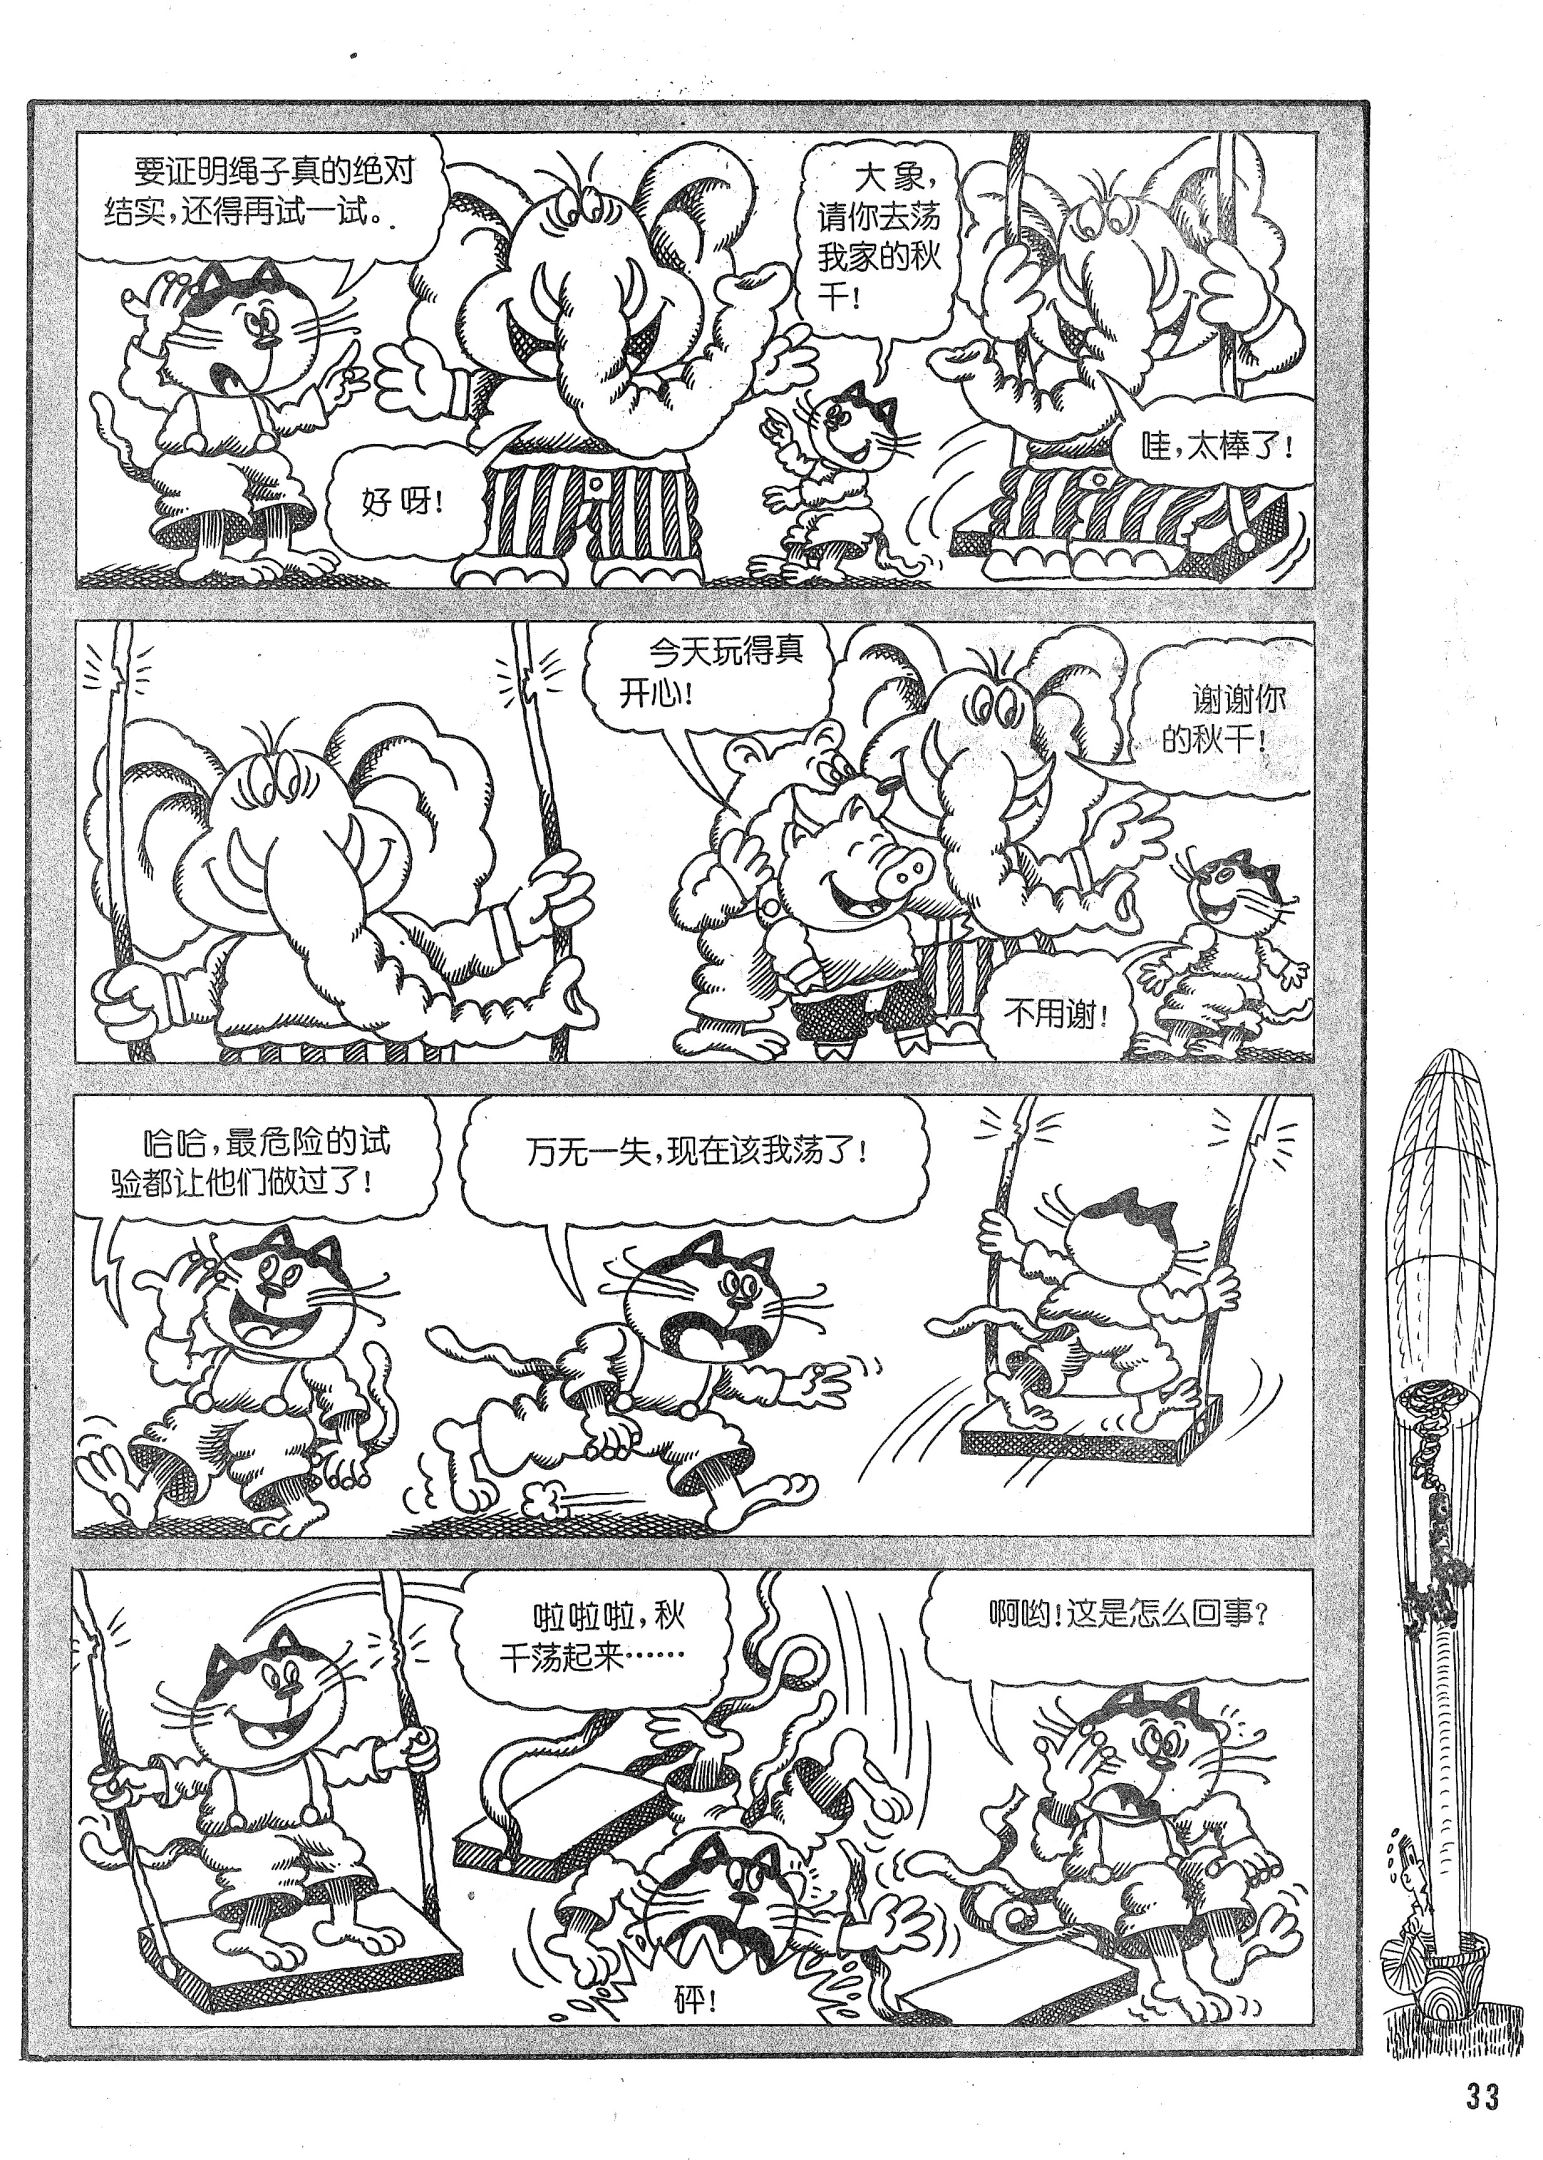 要证明绳子真的绝对
结实,还得再试一试。
好呀!
大象,
请你去荡
我家的秋
千!
哇,太棒了!
今天玩得真
开心!
谢谢你
的秋千!
不用谢!
哈哈,最危险的试
验都让他们做过了!
万无一失,现在该我荡了!
啦啦啦,秋
千荡起来……
砰!
啊哟!这是怎么回事?
33